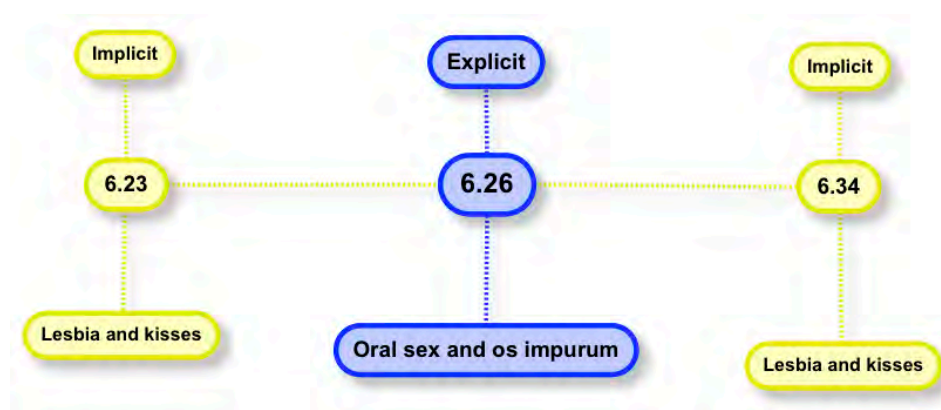 Implicit
Explicit
Implicit
6.23
6.26
6.34
Lesbia and kisses
Oral sex and os impurum
Lesbia and kisses